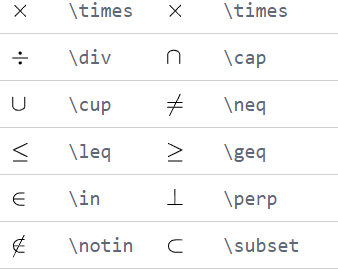 × \times × \times
÷ \div ∩ \cap
∪ \cup ≠ \neq
≤ \leq ≥ \geq
∈ \in ⊥ \perp
∉ \notin ⊂ \subset